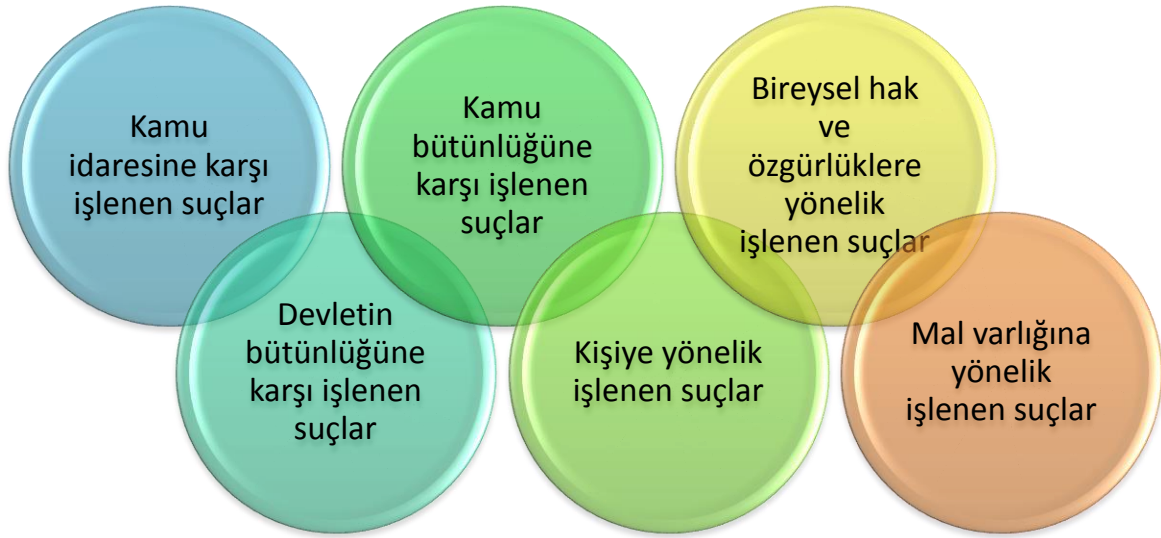 Kamu
idaresine karşı
işlenen suçlar
Devletin
bütünlüğüne
karşı işlenen
suçlar
Kamu
bütünlüğüne
karşı işlenen
suçlar
Kişiye yönelik
işlenen suçlar
Bireysel hak
ve
özgürlüklere
yönelik
işlenen suçlar
Mal varlığına
yönelik
işlenen suçlar